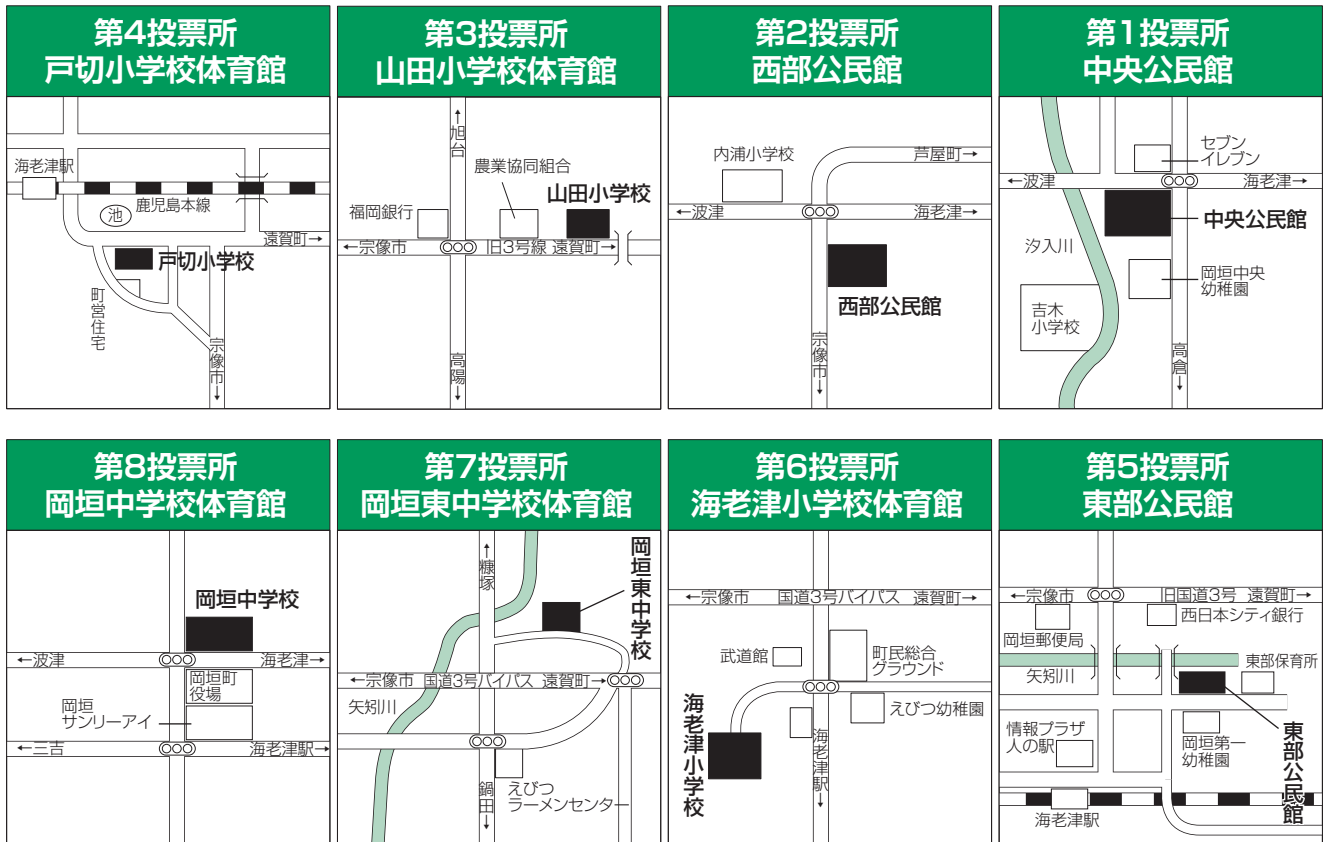 第4投票所
戸切小学校体育館
海老津駅
鹿児島本線
池
遠賀町→
戸切小学校
町営住宅
宗像市→
第3投票所
山田小学校体育館
←旭台
農業協同組合
山田小学校
福岡銀行
←宗像市
旧3号線 遠賀町→
高陽→
第2投票所
西部公民館
内浦小学校
芦屋町→
←波津
海老津→
西部公民館
宗像市→
第1投票所
中央公民館
セブン
イレブン
←波津
海老津→
中央公民館
汐入川
岡垣中央
幼稚園
吉木
小学校
高倉→
第8投票所
岡垣中学校体育館
岡垣中学校
←波津
海老津→
岡垣町
役場
岡垣
サンリーアイ
←三吉
海老津駅→
第7投票所
岡垣東中学校体育館
←糠塚
岡垣東中学校
←宗像市 国道3号バイパス 遠賀町→
矢矧川
鍋田→
えびつ
ラーメンセンター
第6投票所
海老津小学校体育館
←宗像市 国道3号バイパス 遠賀町→
武道館
町民総合
グラウンド
えびつ幼稚園
海老津小学校
海老津駅→
第5投票所
東部公民館
←宗像市
旧国道3号 遠賀町→
西日本シティ銀行
岡垣郵便局
東部保育所
矢矧川
情報プラザ
人の駅
岡垣第一
幼稚園
東部公民館
海老津駅